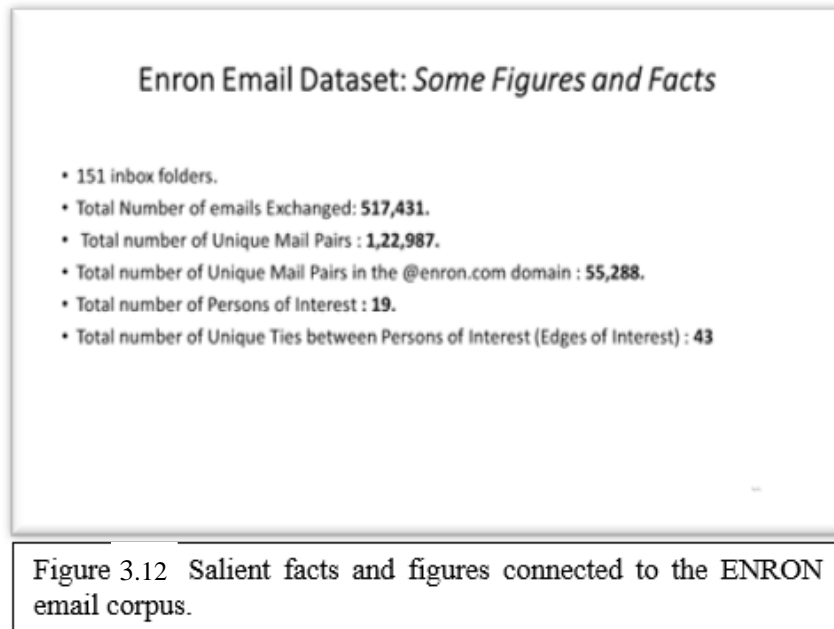 Enron Email Dataset: Some Figures and Facts
• 151 inbox folders.
• Total Number of emails Exchanged: 517,431.
• Total number of Unique Mail Pairs : 1,22,987.
• Total number of Unique Mail Pairs in the @enron.com domain : 55,288.
• Total number of Persons of Interest : 19.
• Total number of Unique Ties between Persons of Interest (Edges of Interest) : 43
Figure 3.12 Salient facts and figures connected to the ENRON
email corpus.